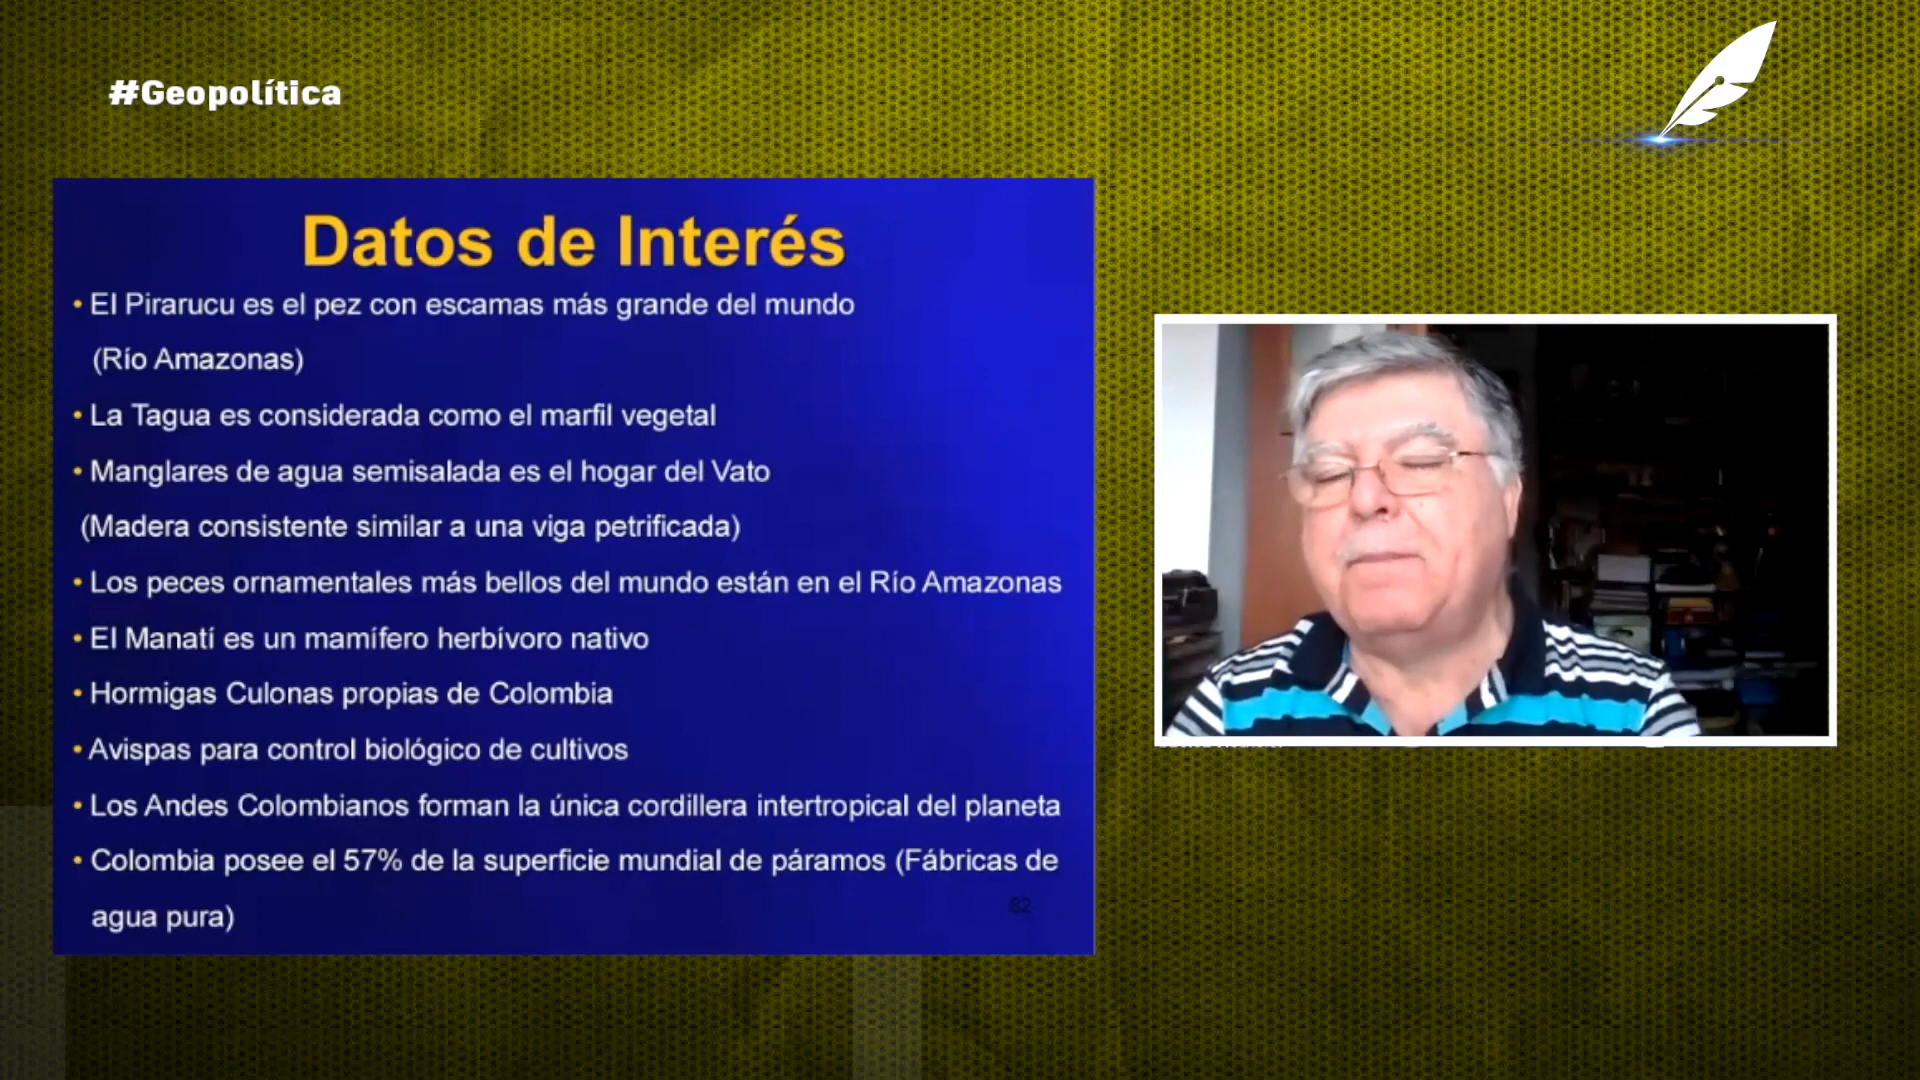 #Geopolítica
Datos de Interés
• El Pirarucu es el pez con escamas más grande del mundo
(Río Amazonas)
• La Tagua es considerada como el marfil vegetal
• Manglares de agua semisalada es el hogar del Vato
(Madera consistente similar a una viga petrificada)
• Los peces ornamentales más bellos del mundo están en el Río Amazonas
• El Manatí es un mamífero herbívoro nativo
• Hormigas Culonas propias de Colombia
• Avispas para control biológico de cultivos
• Los Andes Colombianos forman la única cordillera intertropical del planeta
• Colombia posee el 57% de la superficie mundial de páramos (Fábricas de
agua pura)
82